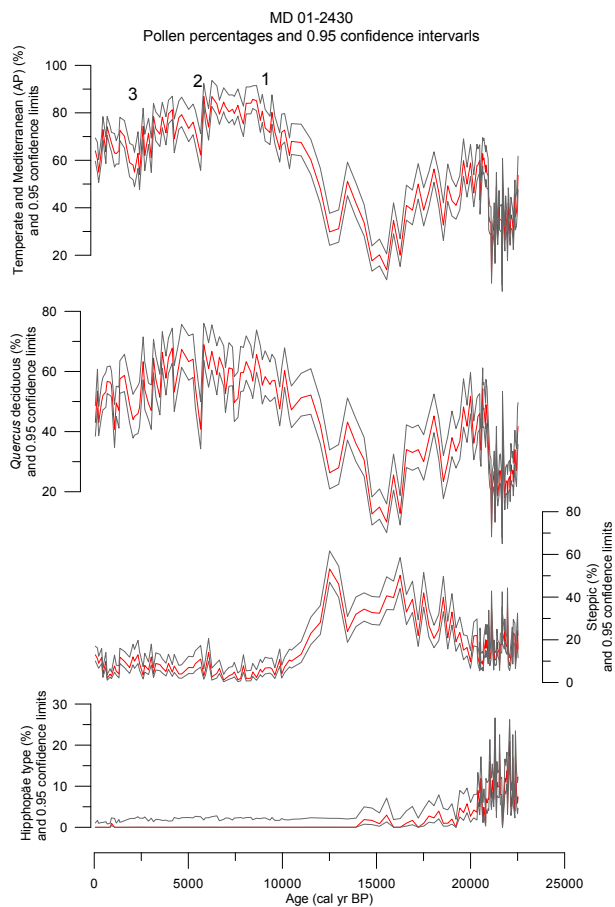 MD 01-2430
Pollen percentages and 0.95 confidence intervarls
Temperate and Mediterranean (AP) (%)
and 0.95 confidence limits
100
80
60
40
20
3
2
1
Quercus deciduous (%)
and 0.95 confidence limits
80
60
40
20
80
60
40
20
0
Steppic (%)
and 0.95 confidence limits
Hipphopäe type (%)
and 0.95 confidence limits
30
20
10
0
0
5000
10000
15000
20000
25000
Age (cal yr BP)